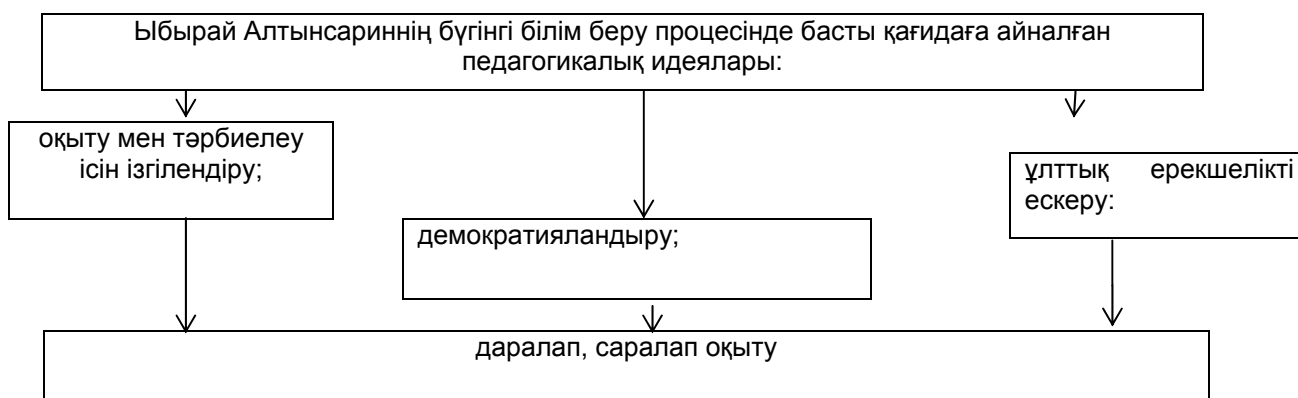 Ыбырай Алтынсариннің бүгінгі білім беру процесінде басты қағидаға айналған
педагогикалық идеялары:
оқыту мен тәрбиелеу
ісін ізгілендіру;
ұлттық ерекшелікті
ескеру:
демократияландыру;
даралап, саралап оқыту